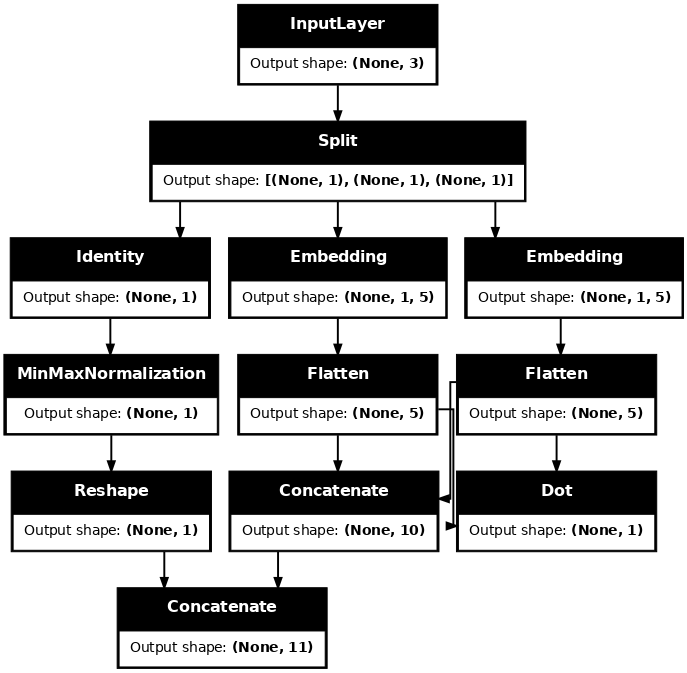 InputLayer
Output shape: (None, 3)
Split
Output shape: [(None, 1), (None, 1), (None, 1)]
Identity
Output shape: (None, 1)
Embedding
Output shape: (None, 1, 5)
Embedding
Output shape: (None, 1, 5)
MinMaxNormalization
Output shape: (None, 1)
Flatten
Output shape: (None, 5)
Flatten
Output shape: (None, 5)
Reshape
Output shape: (None, 1)
Concatenate
Output shape: (None, 10)
Dot
Output shape: (None, 1)
Concatenate
Output shape: (None, 11)